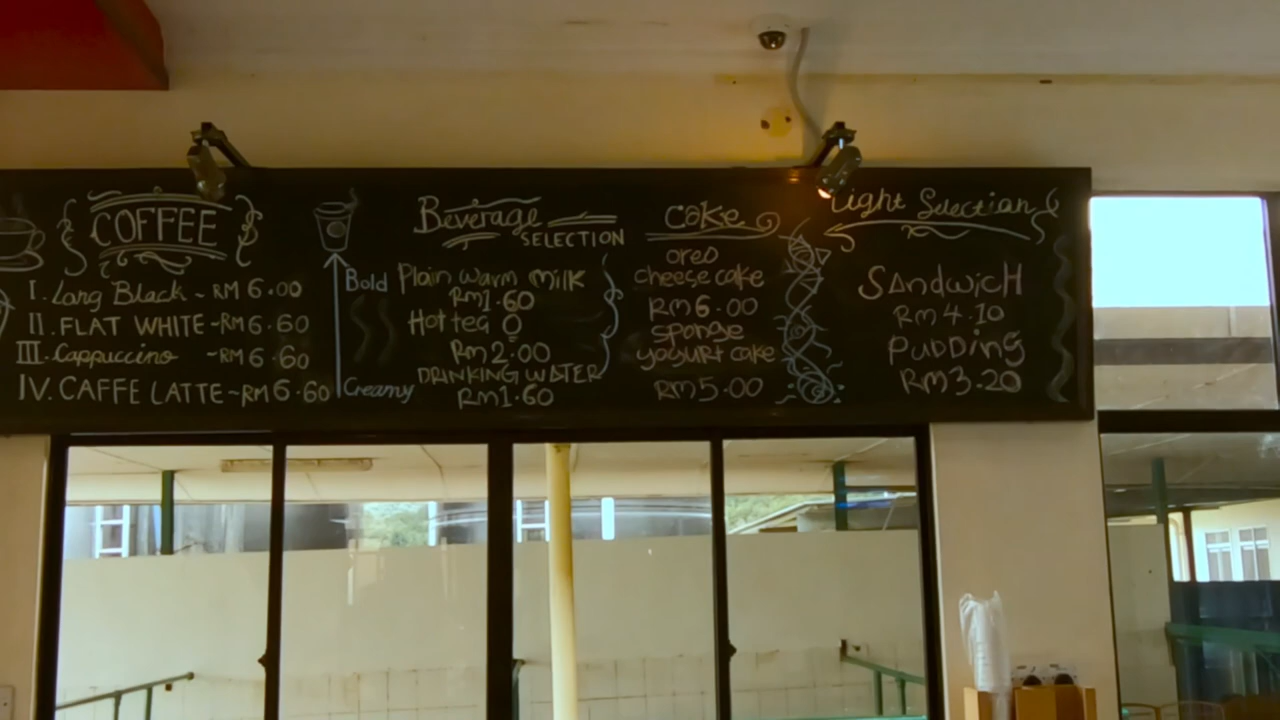 COFFEE
I. Long Black ~ RM 6.00
II. FLAT WHITE ~RM 6.60
III. Cappuccino ~RM 6.60
IV. CAFFE LATTE ~RM 6.60
Bold
Creamy
Beverage
SELECTION
Plain warm milk
RM1.60
Hot tea O
RM2.00
DRINKING WATER
RM1.60
cake
oreo
cheese cake
RM6.00
sponge
yogurt cake
RM5.00
Light Selection
SANdwicH
RM4.10
PUDDING
RM3.20